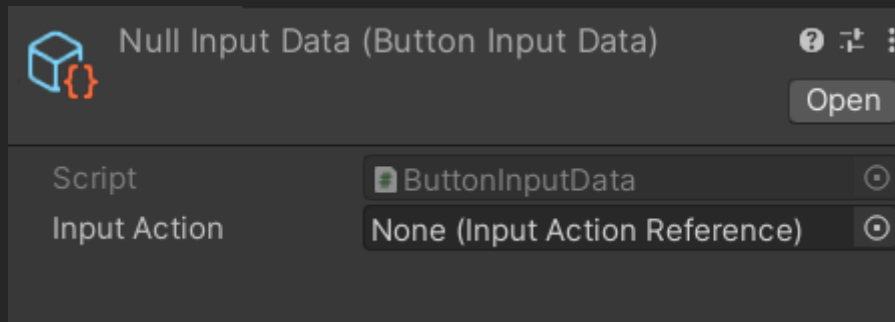 Null Input Data (Button Input Data)
Open
Script
ButtonInputData
Input Action
None (Input Action Reference)